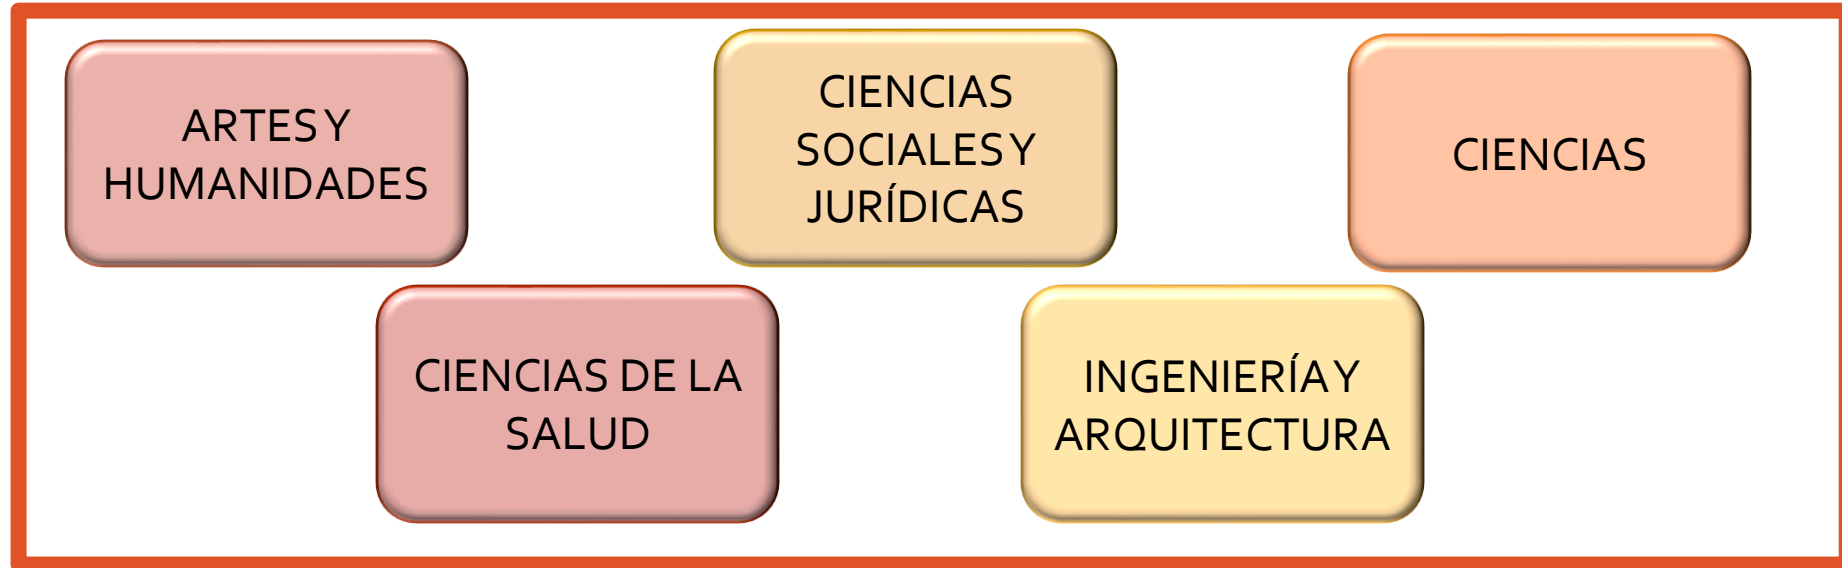 ARTES Y
HUMANIDADES
CIENCIAS
SOCIALES Y
JURÍDICAS
CIENCIAS
CIENCIAS DE LA
SALUD
INGENIERÍA Y
ARQUITECTURA